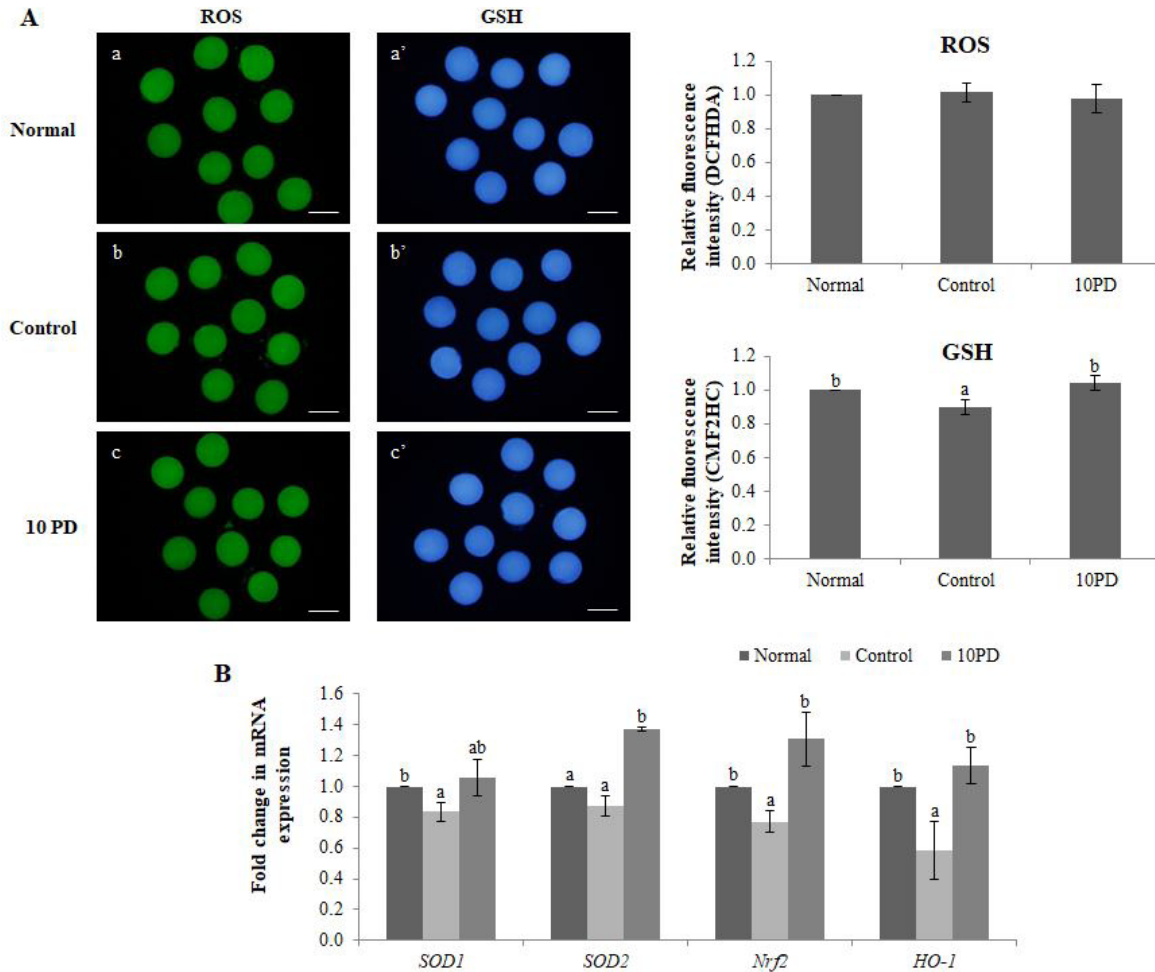 A
ROS
GSH
Normal
a
a’
Control
b
b’
10 PD
c
c’
ROS
Relative fluorescence
intensity (DCFHDA)
1.2
1.0
0.8
0.6
0.4
0.2
0.0
Normal Control 10PD
GSH
Relative fluorescence
intensity (CMF2HC)
1.2
1.0
0.8
0.6
0.4
0.2
0.0
b a b
Normal Control 10PD
B
Normal Control 10PD
Fold change in mRNA
expression
1.6
1.4
1.2
1.0
0.8
0.6
0.4
0.2
0.0
b a ab a a b b a b b a b
SOD1 SOD2 Nrf2 HO-1